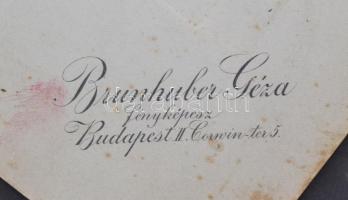 Brunhuber Géza
fényképész
Budapest II. Corvin-tér 5.